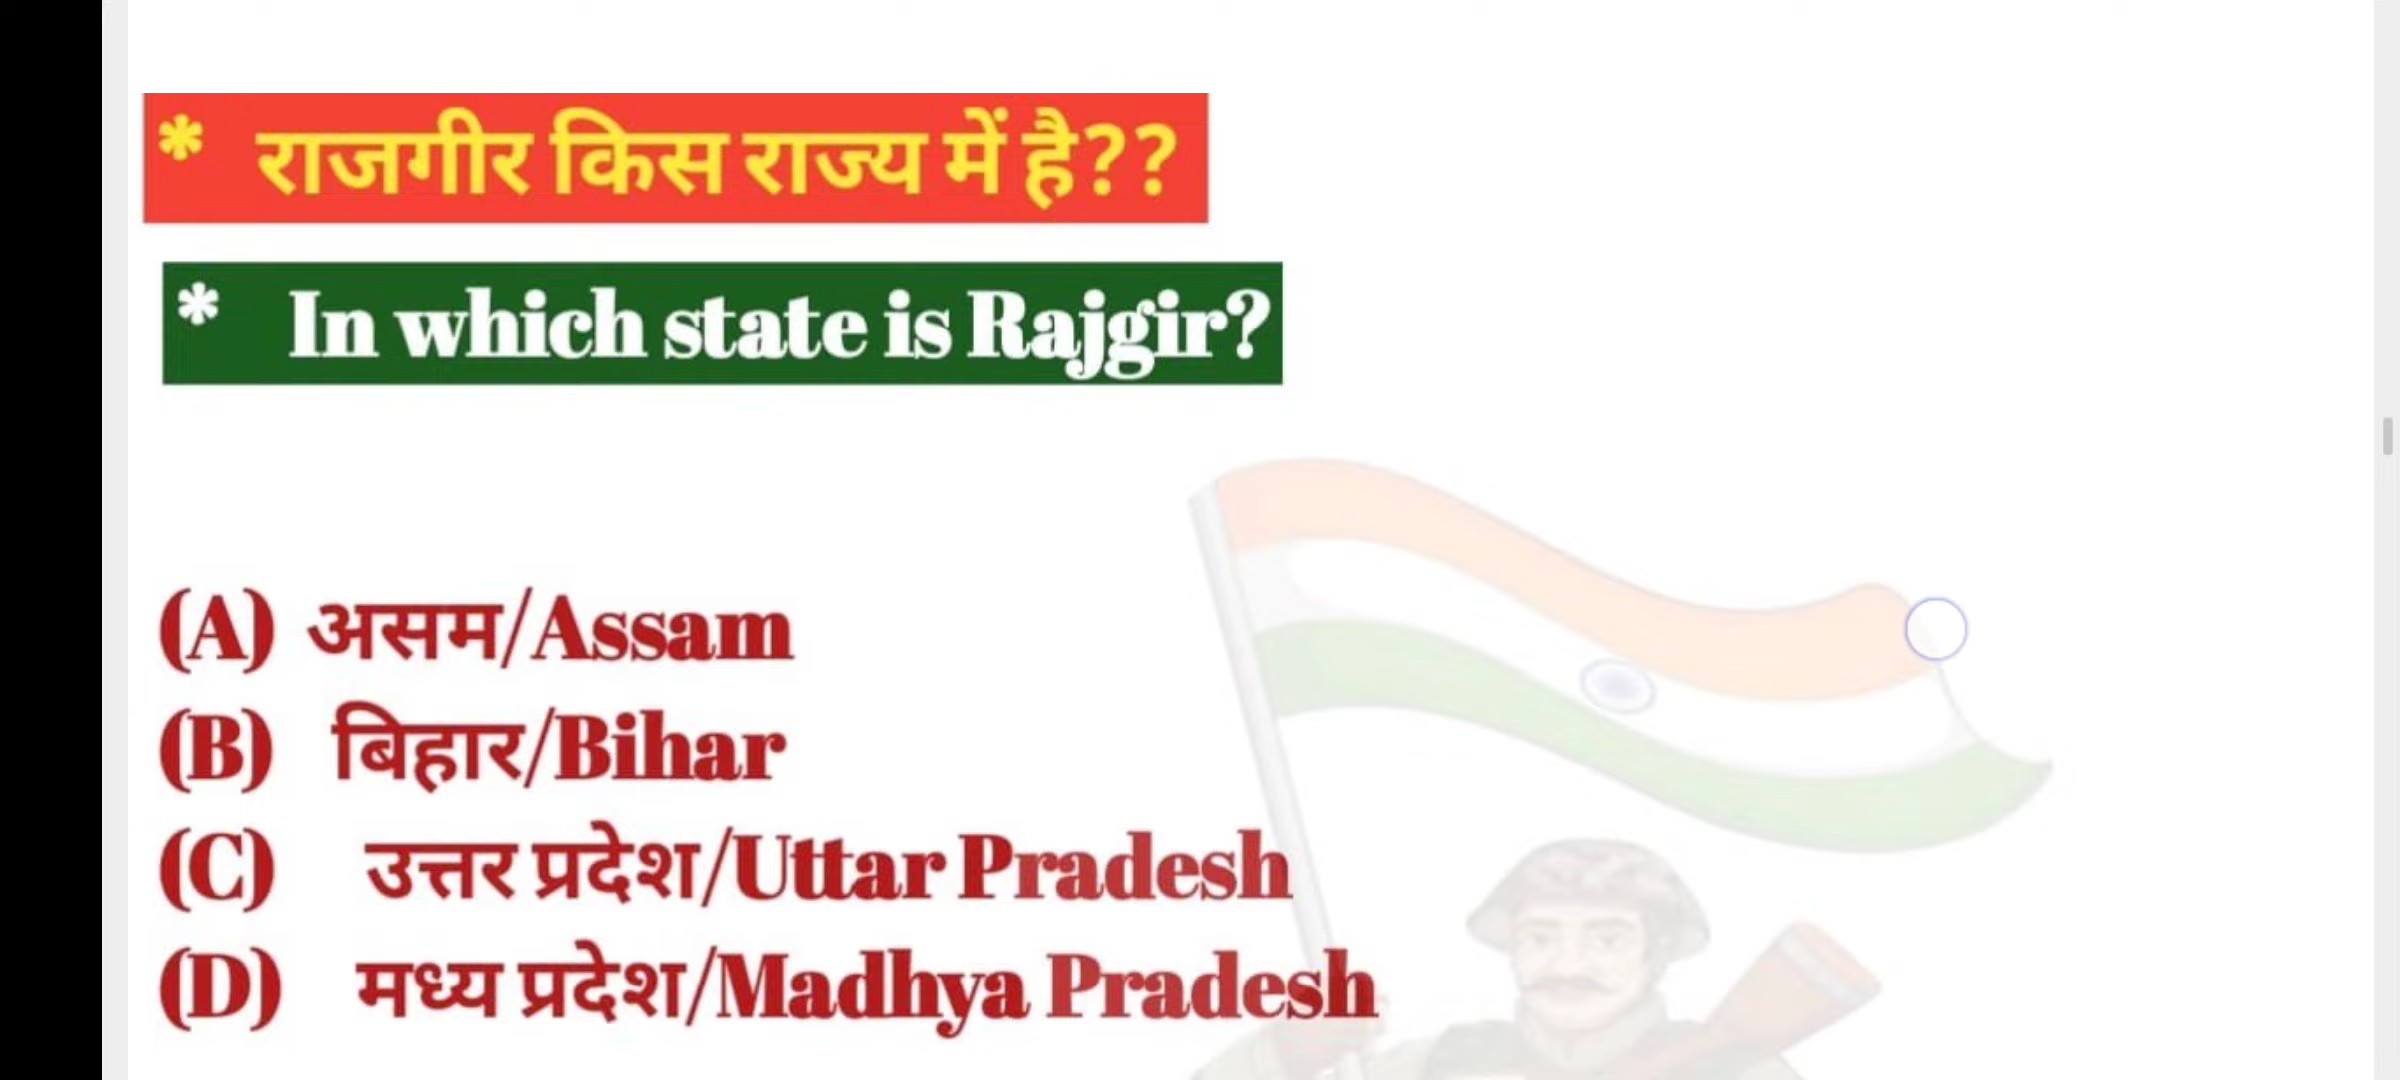 * राजगीर किस राज्य में है??
* In which state is Rajgir?
(A) असम/Assam
(B) बिहार/Bihar
(C) उत्तर प्रदेश/Uttar Pradesh
(D) मध्य प्रदेश/Madhya Pradesh